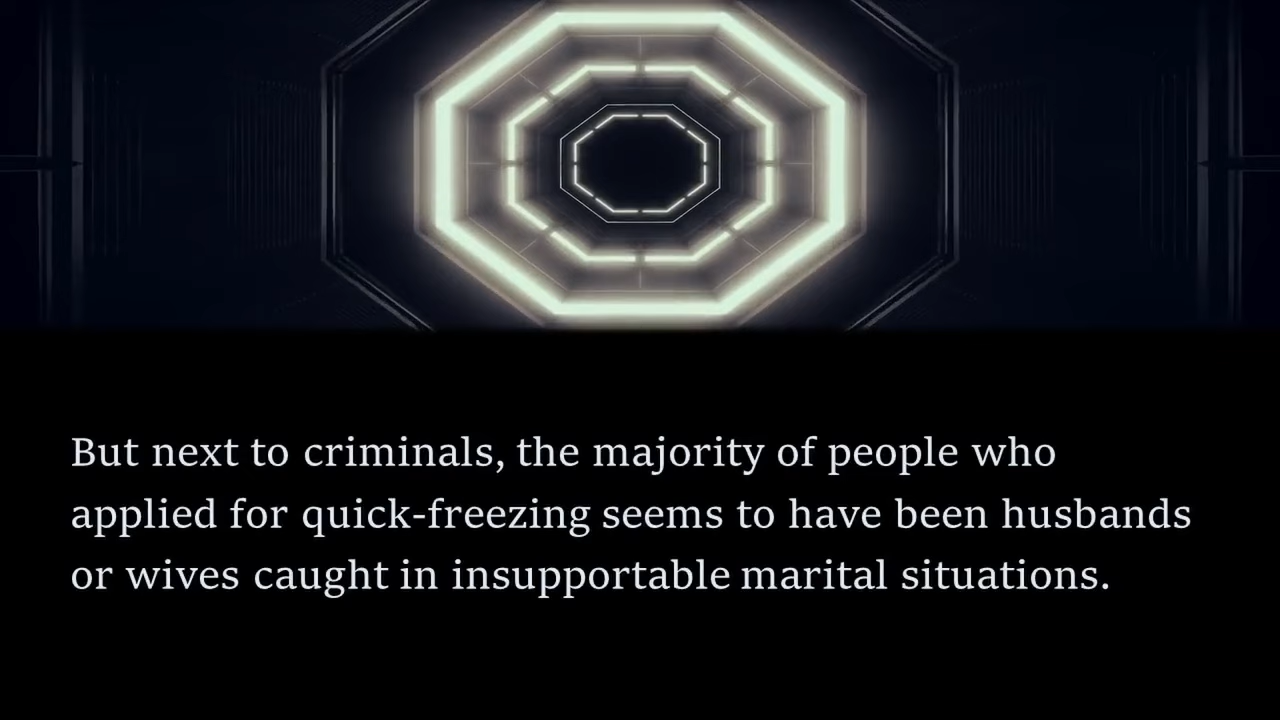 But next to criminals, the majority of people who
applied for quick-freezing seems to have been husbands
or wives caught in insupportable marital situations.